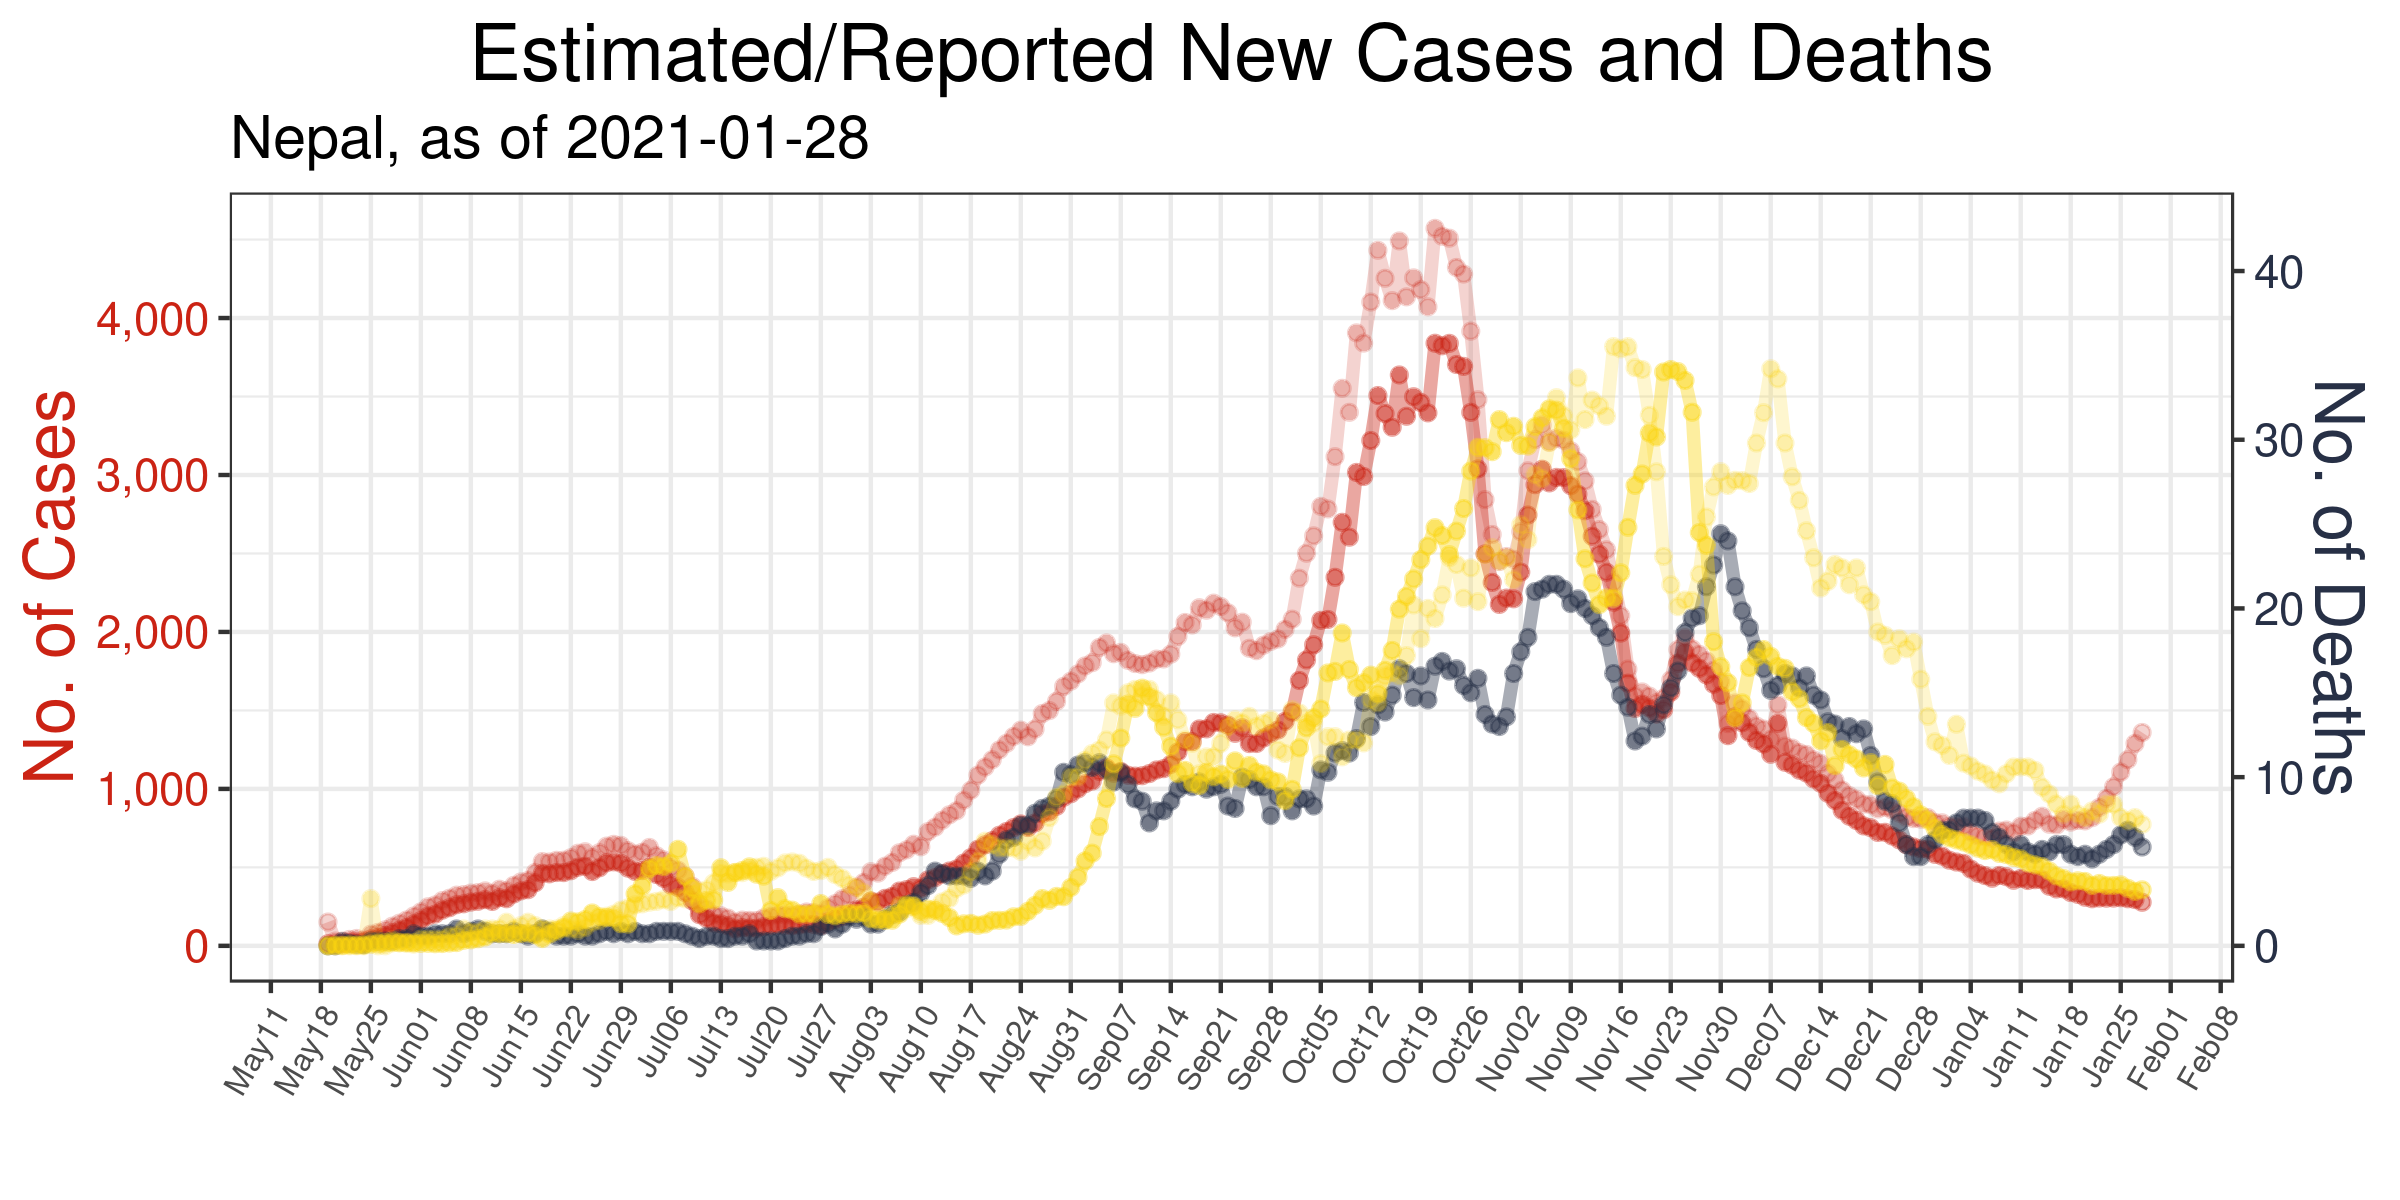 Estimated/Reported New Cases and Deaths
Nepal, as of 2021-01-28
No. of Cases
4,000
3,000
2,000
1,000
0
40
30
20
10
0
No. of Deaths
May11 May18 May25 Jun01 Jun08 Jun15 Jun22 Jun29 Jul06 Jul13 Jul20 Jul27 Aug03 Aug10 Aug17 Aug24 Aug31 Sep07 Sep14 Sep21 Sep28 Oct05 Oct12 Oct19 Oct26 Nov02 Nov09 Nov16 Nov23 Nov30 Dec07 Dec14 Dec21 Dec28 Jan04 Jan11 Jan18 Jan25 Feb01 Feb08